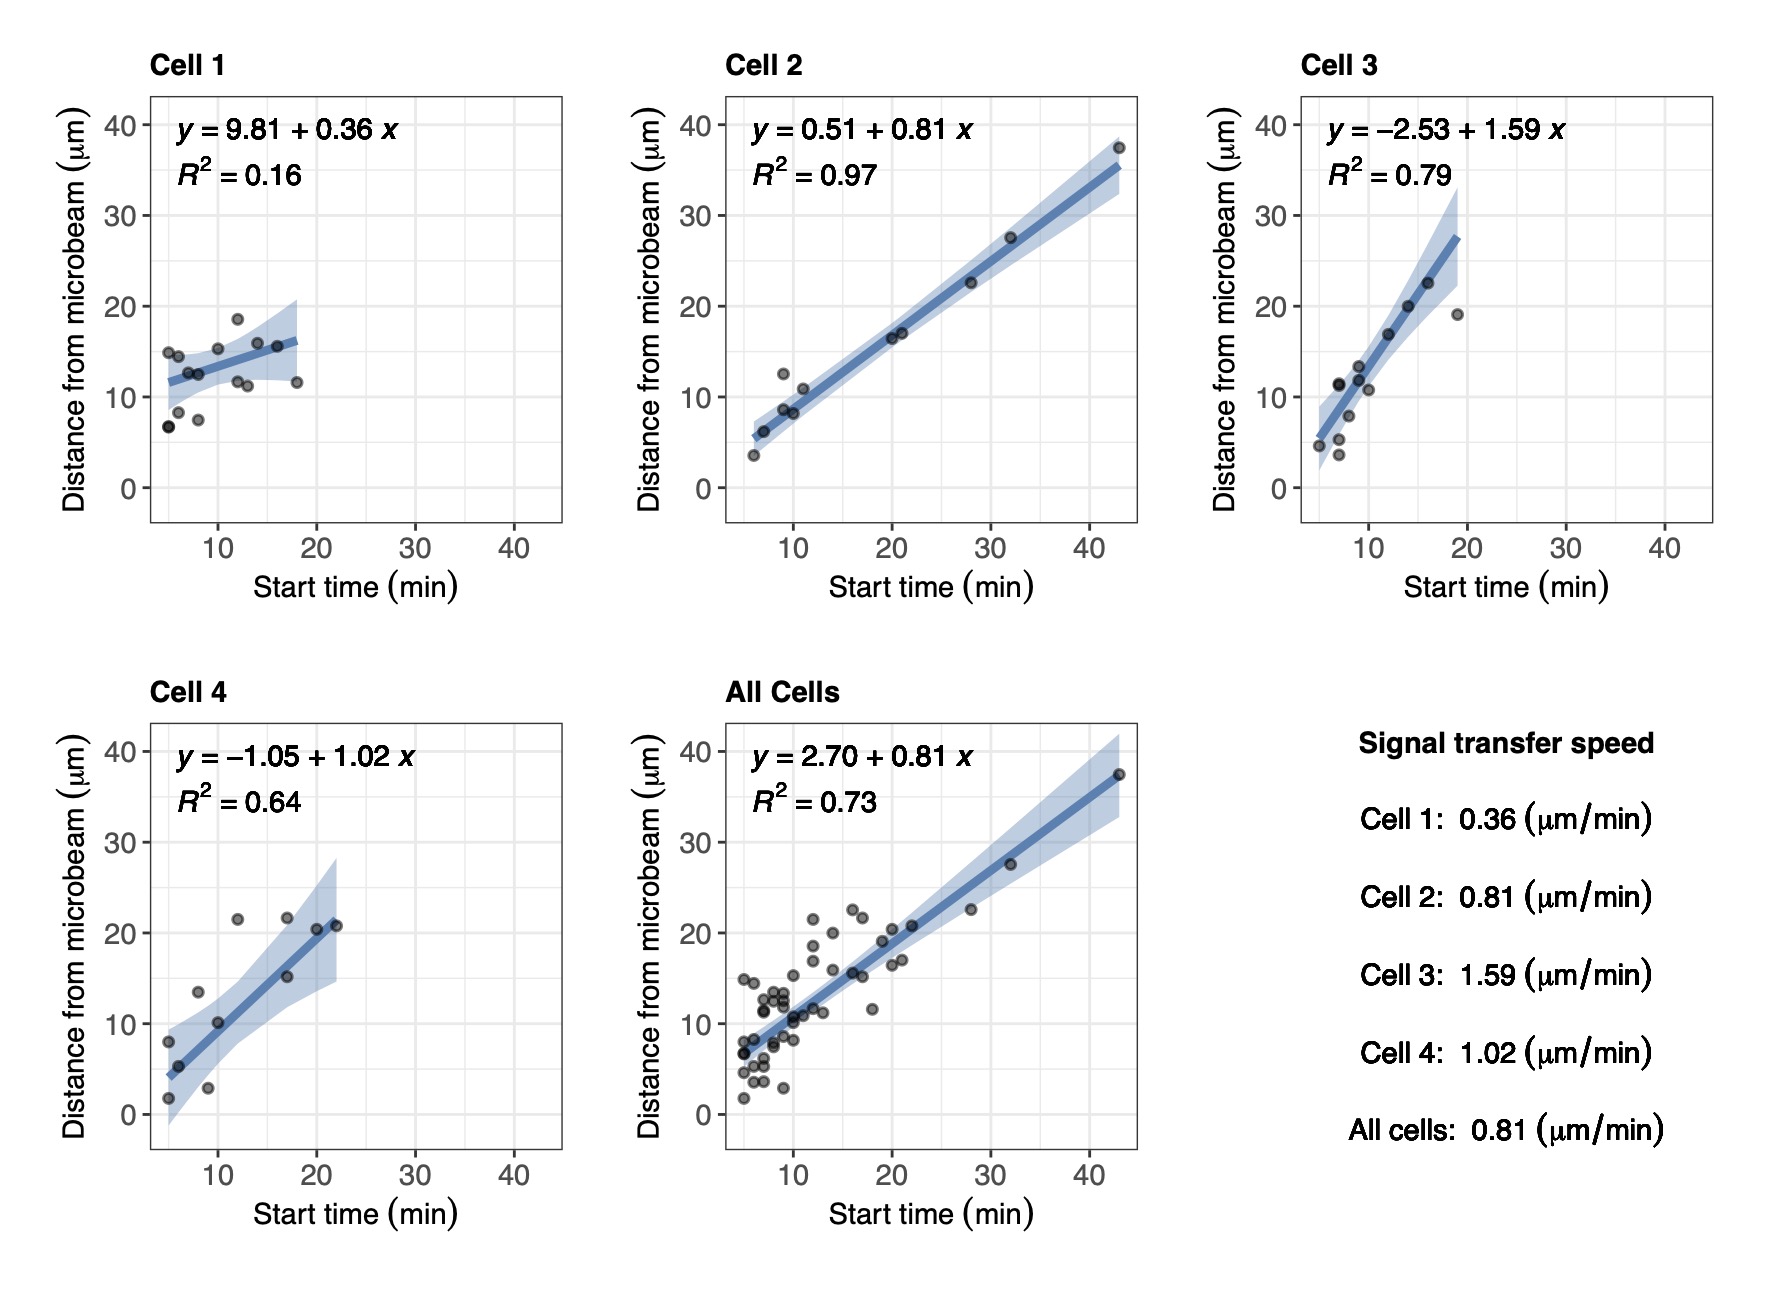 Cell 1
y = 9.81 + 0.36 x
R² = 0.16
Distance from microbeam (μm)
40
30
20
10
0
10 20 30 40
Start time (min)
Cell 2
y = 0.51 + 0.81 x
R² = 0.97
Distance from microbeam (μm)
40
30
20
10
0
10 20 30 40
Start time (min)
Cell 3
y = −2.53 + 1.59 x
R² = 0.79
Distance from microbeam (μm)
40
30
20
10
0
10 20 30 40
Start time (min)
Cell 4
y = −1.05 + 1.02 x
R² = 0.64
Distance from microbeam (μm)
40
30
20
10
0
10 20 30 40
Start time (min)
All Cells
y = 2.70 + 0.81 x
R² = 0.73
Distance from microbeam (μm)
40
30
20
10
0
10 20 30 40
Start time (min)
Signal transfer speed
Cell 1: 0.36 (μm/min)
Cell 2: 0.81 (μm/min)
Cell 3: 1.59 (μm/min)
Cell 4: 1.02 (μm/min)
All cells: 0.81 (μm/min)